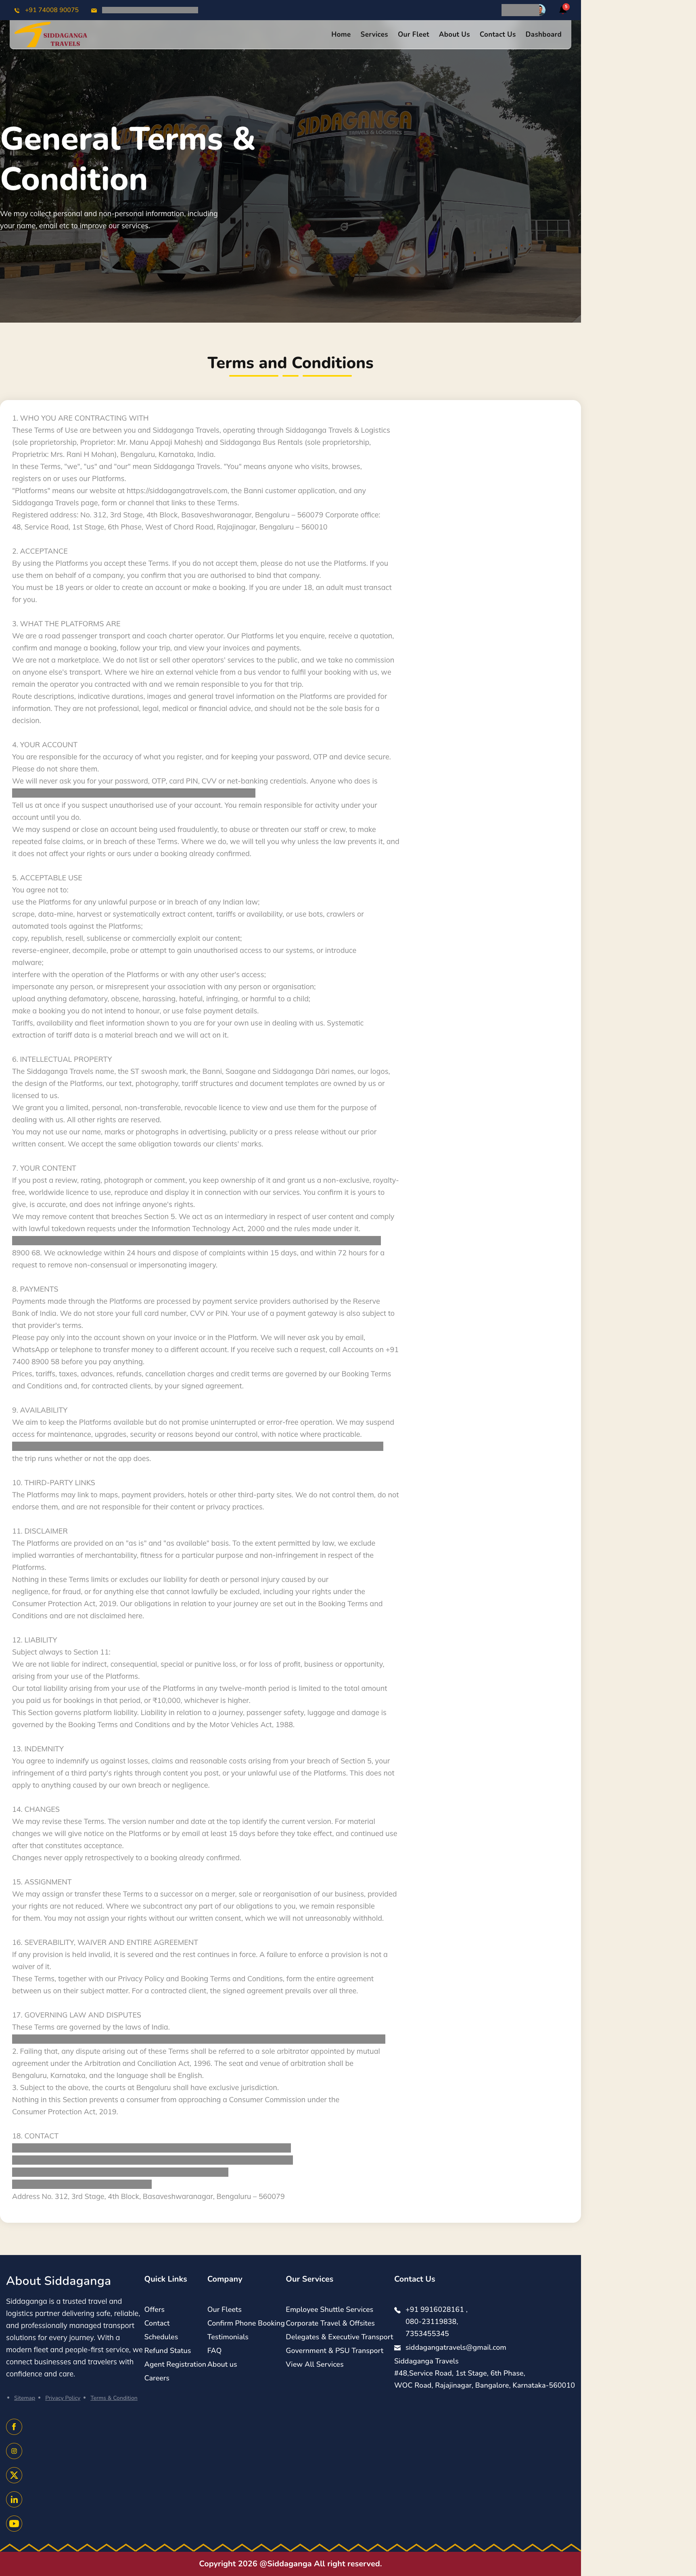 +91 74008 90075
5
SIDDAGANGA
TRAVELS
Home Services Our Fleet About Us Contact Us Dashboard
SIDDAGANGA
TRAVELS & LOGISTICS
General Terms &
Condition
We may collect personal and non-personal information, including
your name, email etc to improve our services.
Terms and Conditions
1. WHO YOU ARE CONTRACTING WITH
These Terms of Use are between you and Siddaganga Travels, operating through Siddaganga Travels & Logistics
(sole proprietorship, Proprietor: Mr. Manu Appaji Mahesh) and Siddaganga Bus Rentals (sole proprietorship,
Proprietrix: Mrs. Rani H Mohan), Bengaluru, Karnataka, India.
In these Terms, "we", "us" and "our" mean Siddaganga Travels. "You" means anyone who visits, browses,
registers on or uses our Platforms.
"Platforms" means our website at https://siddagangatravels.com, the Banni customer application, and any
Siddaganga Travels page, form or channel that links to these Terms.
Registered address: No. 312, 3rd Stage, 4th Block, Basaveshwaranagar, Bengaluru – 560079 Corporate office:
48, Service Road, 1st Stage, 6th Phase, West of Chord Road, Rajajinagar, Bengaluru – 560010
2. ACCEPTANCE
By using the Platforms you accept these Terms. If you do not accept them, please do not use the Platforms. If you
use them on behalf of a company, you confirm that you are authorised to bind that company.
You must be 18 years or older to create an account or make a booking. If you are under 18, an adult must transact
for you.
3. WHAT THE PLATFORMS ARE
We are a road passenger transport and coach charter operator. Our Platforms let you enquire, receive a quotation,
confirm and manage a booking, follow your trip, and view your invoices and payments.
We are not a marketplace. We do not list or sell other operators' services to the public, and we take no commission
on anyone else's transport. Where we hire an external vehicle from a bus vendor to fulfil your booking with us, we
remain the operator you contracted with and we remain responsible to you for that trip.
Route descriptions, indicative durations, images and general travel information on the Platforms are provided for
information. They are not professional, legal, medical or financial advice, and should not be the sole basis for a
decision.
4. YOUR ACCOUNT
You are responsible for the accuracy of what you register, and for keeping your password, OTP and device secure.
Please do not share them.
We will never ask you for your password, OTP, card PIN, CVV or net-banking credentials. Anyone who does is
Tell us at once if you suspect unauthorised use of your account. You remain responsible for activity under your
account until you do.
We may suspend or close an account being used fraudulently, to abuse or threaten our staff or crew, to make
repeated false claims, or in breach of these Terms. Where we do, we will tell you why unless the law prevents it, and
it does not affect your rights or ours under a booking already confirmed.
5. ACCEPTABLE USE
You agree not to:
use the Platforms for any unlawful purpose or in breach of any Indian law;
scrape, data-mine, harvest or systematically extract content, tariffs or availability, or use bots, crawlers or
automated tools against the Platforms;
copy, republish, resell, sublicense or commercially exploit our content;
reverse-engineer, decompile, probe or attempt to gain unauthorised access to our systems, or introduce
malware;
interfere with the operation of the Platforms or with any other user's access;
impersonate any person, or misrepresent your association with any person or organisation;
upload anything defamatory, obscene, harassing, hateful, infringing, or harmful to a child;
make a booking you do not intend to honour, or use false payment details.
Tariffs, availability and fleet information shown to you are for your own use in dealing with us. Systematic
extraction of tariff data is a material breach and we will act on it.
6. INTELLECTUAL PROPERTY
The Siddaganga Travels name, the ST swoosh mark, the Banni, Saagane and Siddaganga Dāri names, our logos,
the design of the Platforms, our text, photography, tariff structures and document templates are owned by us or
licensed to us.
We grant you a limited, personal, non-transferable, revocable licence to view and use them for the purpose of
dealing with us. All other rights are reserved.
You may not use our name, marks or photographs in advertising, publicity or a press release without our prior
written consent. We accept the same obligation towards our clients' marks.
7. YOUR CONTENT
If you post a review, rating, photograph or comment, you keep ownership of it and grant us a non-exclusive, royalty-
free, worldwide licence to use, reproduce and display it in connection with our services. You confirm it is yours to
give, is accurate, and does not infringe anyone's rights.
We may remove content that breaches Section 5. We act as an intermediary in respect of user content and comply
with lawful takedown requests under the Information Technology Act, 2000 and the rules made under it.
8900 68. We acknowledge within 24 hours and dispose of complaints within 15 days, and within 72 hours for a
request to remove non-consensual or impersonating imagery.
8. PAYMENTS
Payments made through the Platforms are processed by payment service providers authorised by the Reserve
Bank of India. We do not store your full card number, CVV or PIN. Your use of a payment gateway is also subject to
that provider's terms.
Please pay only into the account shown on your invoice or in the Platform. We will never ask you by email,
WhatsApp or telephone to transfer money to a different account. If you receive such a request, call Accounts on +91
7400 8900 58 before you pay anything.
Prices, tariffs, taxes, advances, refunds, cancellation charges and credit terms are governed by our Booking Terms
and Conditions and, for contracted clients, by your signed agreement.
9. AVAILABILITY
We aim to keep the Platforms available but do not promise uninterrupted or error-free operation. We may suspend
access for maintenance, upgrades, security or reasons beyond our control, with notice where practicable.
the trip runs whether or not the app does.
10. THIRD-PARTY LINKS
The Platforms may link to maps, payment providers, hotels or other third-party sites. We do not control them, do not
endorse them, and are not responsible for their content or privacy practices.
11. DISCLAIMER
The Platforms are provided on an "as is" and "as available" basis. To the extent permitted by law, we exclude
implied warranties of merchantability, fitness for a particular purpose and non-infringement in respect of the
Platforms.
Nothing in these Terms limits or excludes our liability for death or personal injury caused by our
negligence, for fraud, or for anything else that cannot lawfully be excluded, including your rights under the
Consumer Protection Act, 2019. Our obligations in relation to your journey are set out in the Booking Terms and
Conditions and are not disclaimed here.
12. LIABILITY
Subject always to Section 11:
We are not liable for indirect, consequential, special or punitive loss, or for loss of profit, business or opportunity,
arising from your use of the Platforms.
Our total liability arising from your use of the Platforms in any twelve-month period is limited to the total amount
you paid us for bookings in that period, or ₹10,000, whichever is higher.
This Section governs platform liability. Liability in relation to a journey, passenger safety, luggage and damage is
governed by the Booking Terms and Conditions and by the Motor Vehicles Act, 1988.
13. INDEMNITY
You agree to indemnify us against losses, claims and reasonable costs arising from your breach of Section 5, your
infringement of a third party's rights through content you post, or your unlawful use of the Platforms. This does not
apply to anything caused by our own breach or negligence.
14. CHANGES
We may revise these Terms. The version number and date at the top identify the current version. For material
changes we will give notice on the Platforms or by email at least 15 days before they take effect, and continued use
after that constitutes acceptance.
Changes never apply retrospectively to a booking already confirmed.
15. ASSIGNMENT
We may assign or transfer these Terms to a successor on a merger, sale or reorganisation of our business, provided
your rights are not reduced. Where we subcontract any part of our obligations to you, we remain responsible
for them. You may not assign your rights without our written consent, which we will not unreasonably withhold.
16. SEVERABILITY, WAIVER AND ENTIRE AGREEMENT
If any provision is held invalid, it is severed and the rest continues in force. A failure to enforce a provision is not a
waiver of it.
These Terms, together with our Privacy Policy and Booking Terms and Conditions, form the entire agreement
between us on their subject matter. For a contracted client, the signed agreement prevails over all three.
17. GOVERNING LAW AND DISPUTES
These Terms are governed by the laws of India.
2. Failing that, any dispute arising out of these Terms shall be referred to a sole arbitrator appointed by mutual
agreement under the Arbitration and Conciliation Act, 1996. The seat and venue of arbitration shall be
Bengaluru, Karnataka, and the language shall be English.
3. Subject to the above, the courts at Bengaluru shall have exclusive jurisdiction.
Nothing in this Section prevents a consumer from approaching a Consumer Commission under the
Consumer Protection Act, 2019.
18. CONTACT
Address No. 312, 3rd Stage, 4th Block, Basaveshwaranagar, Bengaluru – 560079
About Siddaganga
Siddaganga is a trusted travel and
logistics partner delivering safe, reliable,
and professionally managed transport
solutions for every journey. With a
modern fleet and people-first service, we
connect businesses and travelers with
confidence and care.
Sitemap Privacy Policy Terms & Condition
Quick Links
Offers
Contact
Schedules
Refund Status
Agent Registration
Careers
Company
Our Fleets
Confirm Phone Booking
Testimonials
FAQ
About us
Our Services
Employee Shuttle Services
Corporate Travel & Offsites
Delegates & Executive Transport
Government & PSU Transport
View All Services
Contact Us
+91 9916028161 ,
080-23119838,
7353455345
siddagangatravels@gmail.com
Siddaganga Travels
#48,Service Road, 1st Stage, 6th Phase,
WOC Road, Rajajinagar, Bangalore, Karnataka-560010
Copyright 2026 @Siddaganga All right reserved.